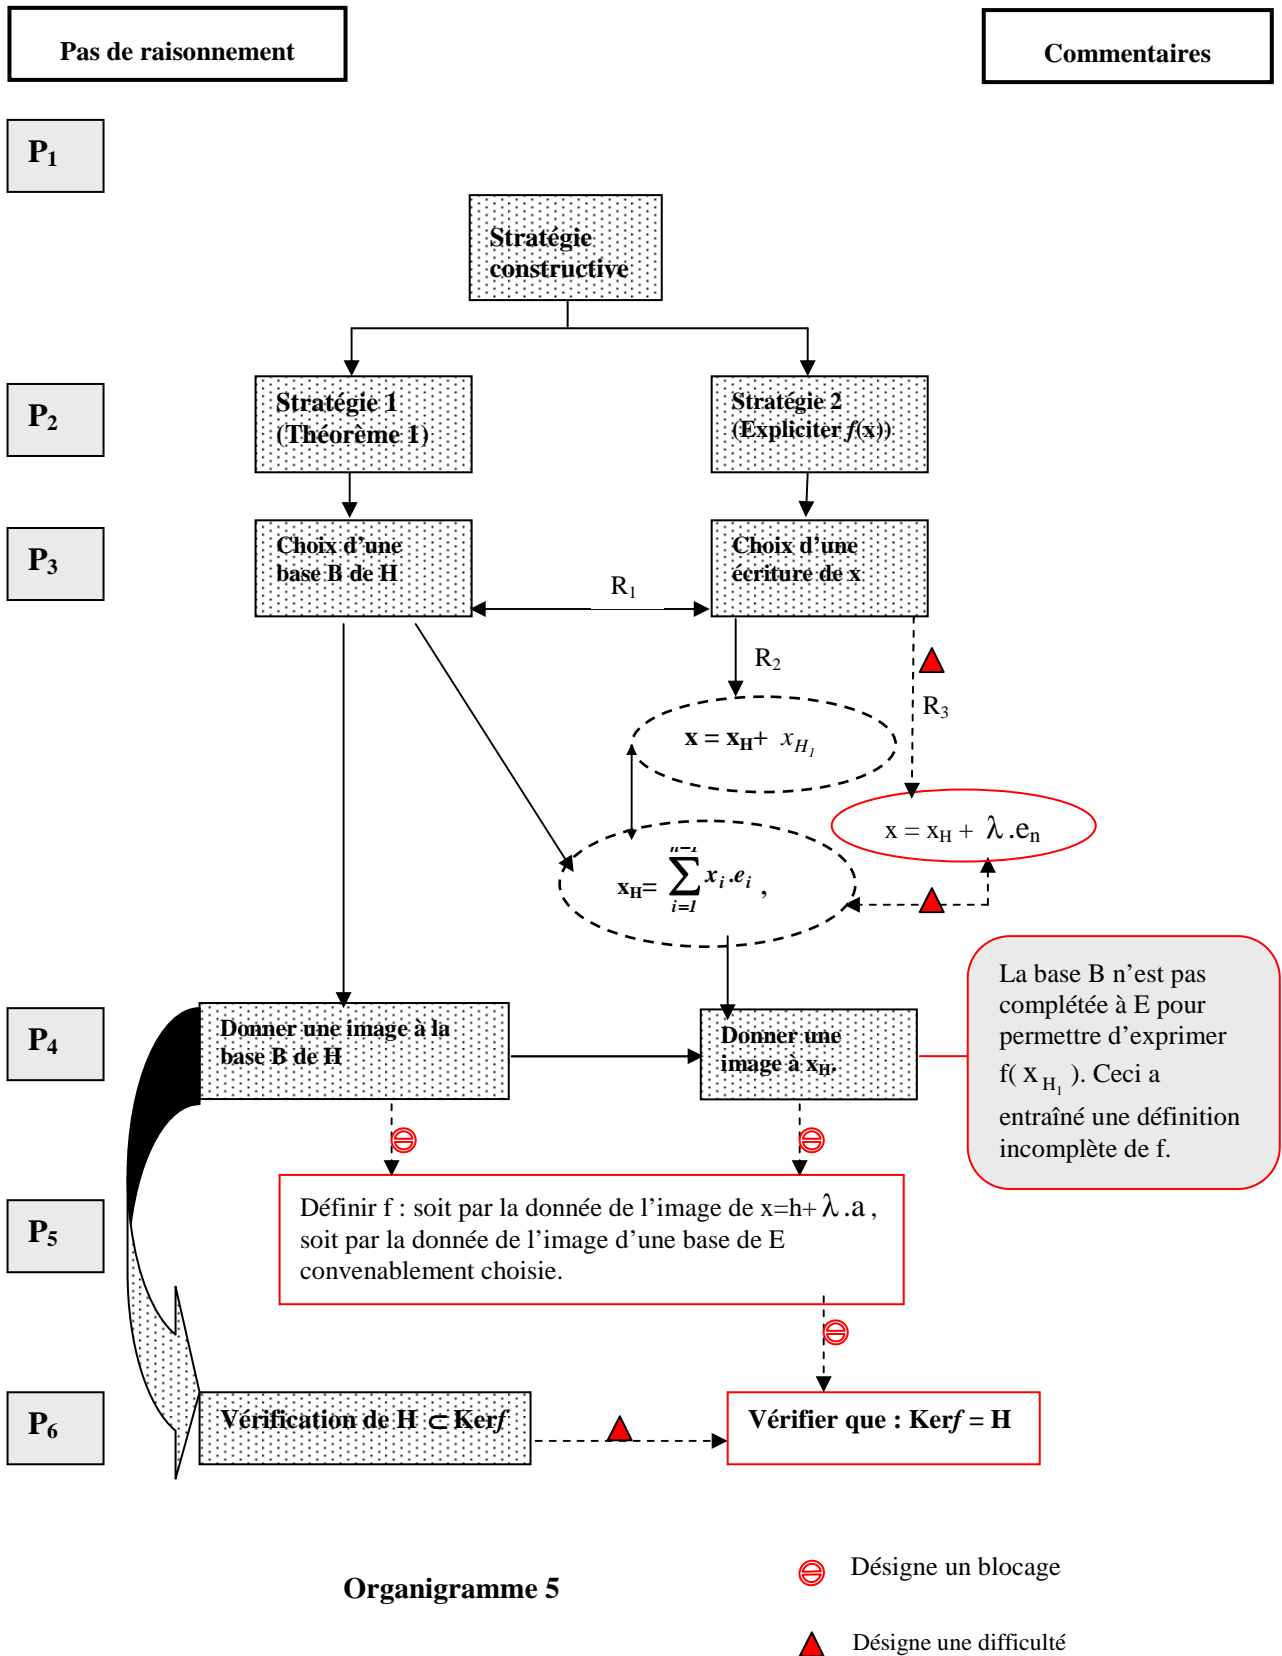 Pas de raisonnement
Commentaires
P1
Stratégie
constructive
P2
Stratégie 1
(Théorème 1)
Stratégie 2
(Expliciter f(x))
P3
Choix d’une
base B de H
Choix d’une
écriture de x
R1
R2
R3
x = xH+ xH1
x = xH + λ.en
xH= ∑ i=1 n-1 xi.ei ,
La base B n’est pas
complétée à E pour
permettre d’exprimer
f( xH1 ). Ceci a
entraîné une définition
incomplète de f.
P4
Donner une image à la
base B de H
Donner une
image à xH.
P5
Définir f : soit par la donnée de l’image de x=h+ λ.a ,
soit par la donnée de l’image d’une base de E
convenablement choisie.
P6
Vérification de H ⊂ Kerf
Vérifier que : Kerf = H
Organigramme 5
Désigne un blocage
Désigne une difficulté